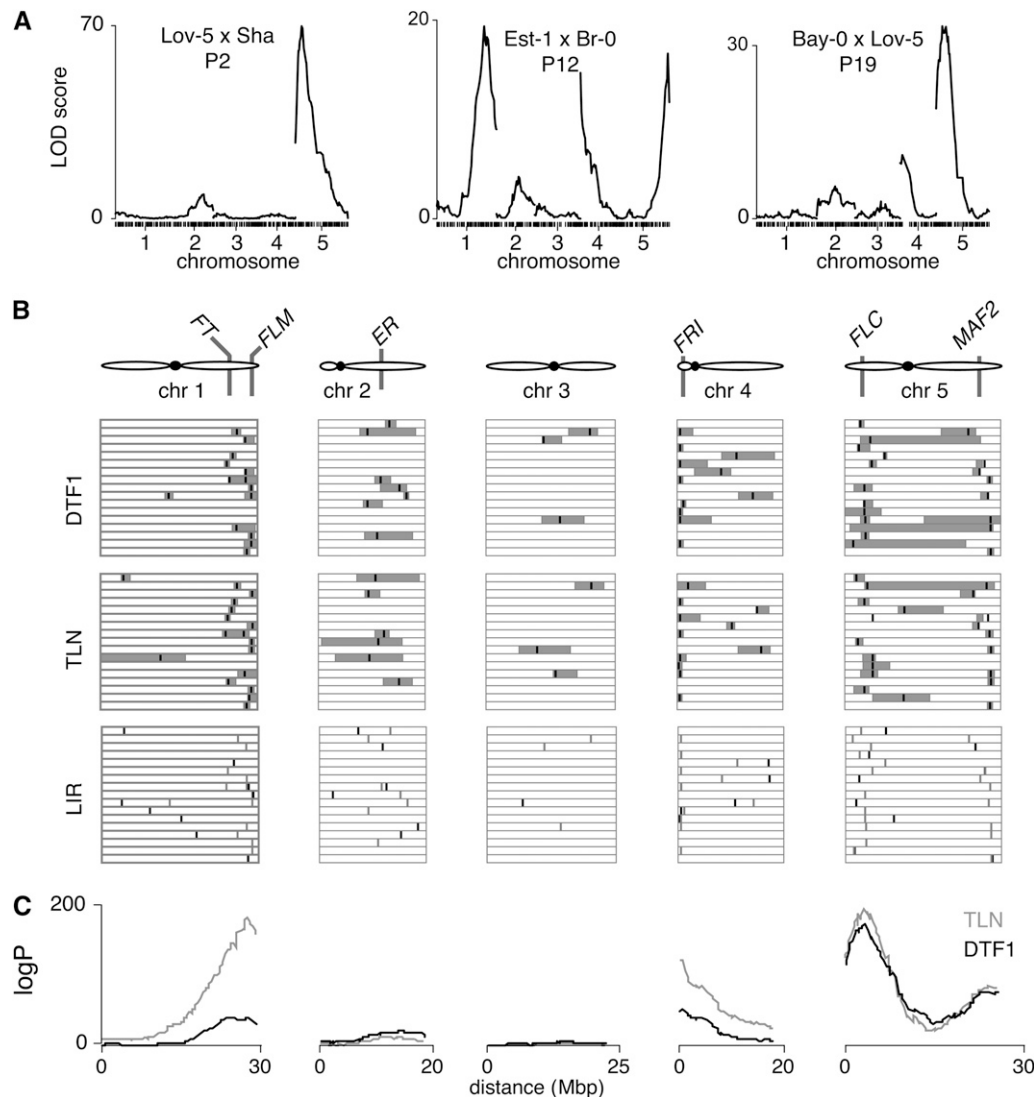 A
Lov-5 x Sha
P2
Est-1 x Br-0
P12
Bay-0 x Lov-5
P19
LOD score
70
0
20
0
30
0
1 2 3 4 5
1 2 3 4 5
1 2 3 4 5
chromosome
chromosome
chromosome
B
FT
FLM
ER
FRI
FLC
MAF2
chr 1
chr 2
chr 3
chr 4
chr 5
DTF1
TLN
LIR
C
logP
200
0
TLN
DTF1
0 30
0 20
0 25
0 20
0 30
distance (Mbp)